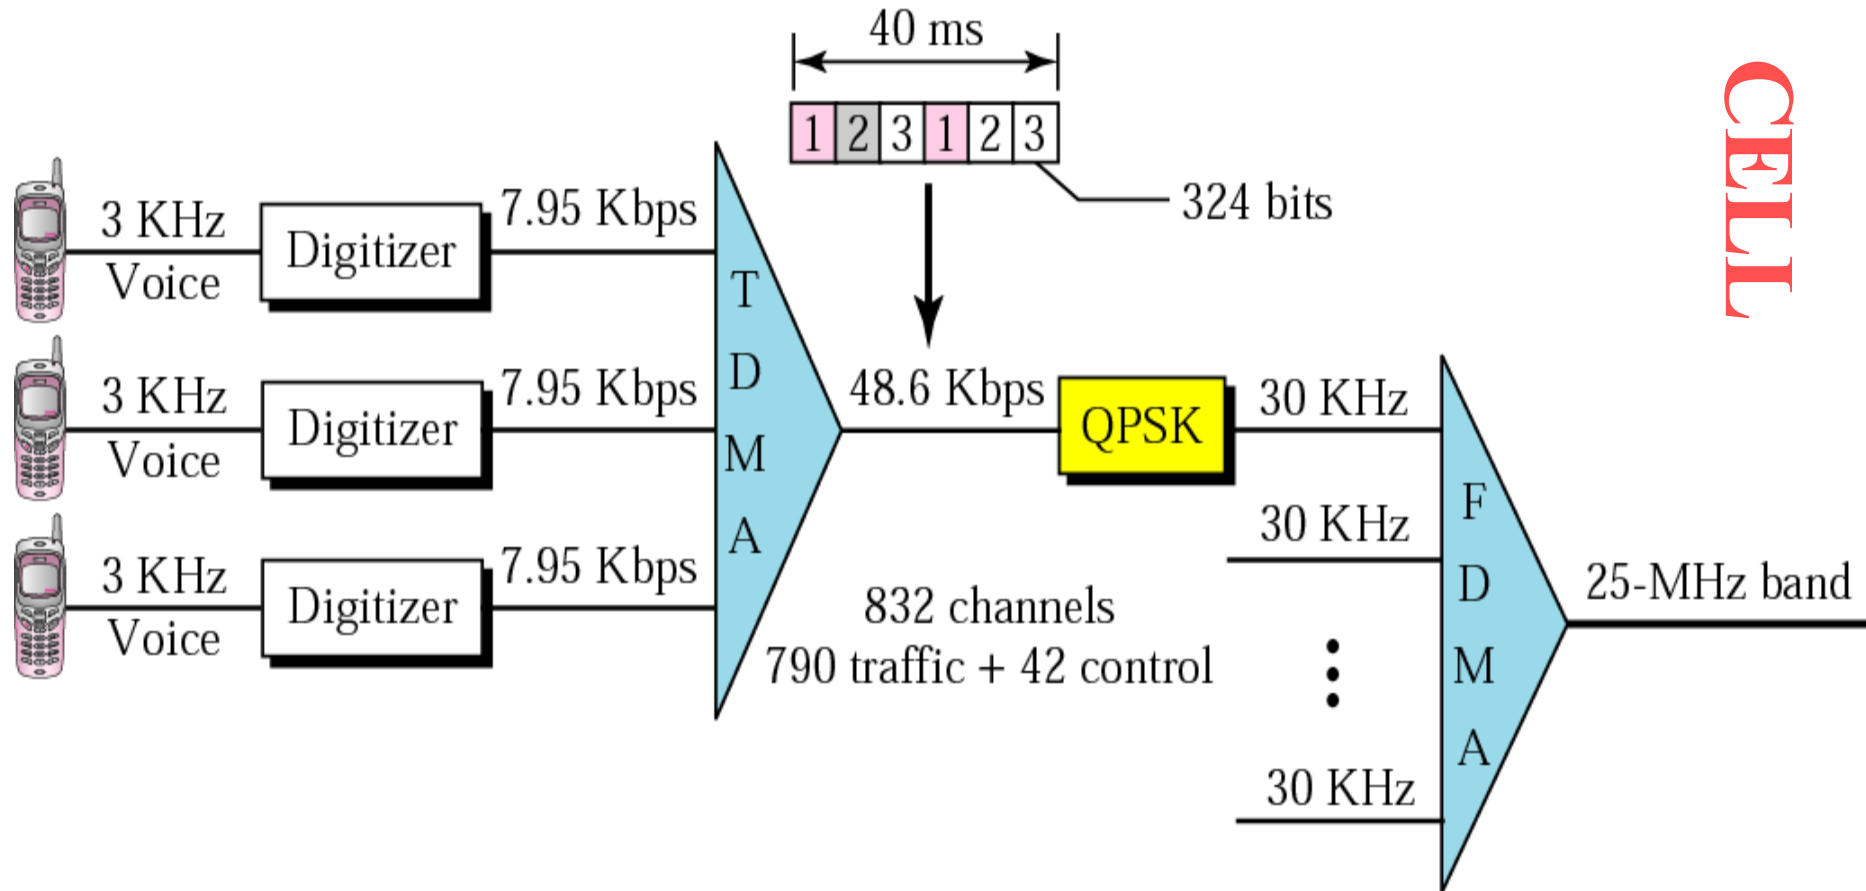 40 ms
1 2 3 1 2 3
324 bits
CELL
3 KHz
Voice
Digitizer
7.95 Kbps
3 KHz
Voice
Digitizer
7.95 Kbps
3 KHz
Voice
Digitizer
7.95 Kbps
TDMA
48.6 Kbps
QPSK
30 KHz
30 KHz
30 KHz
832 channels
790 traffic + 42 control
FDMA
25-MHz band